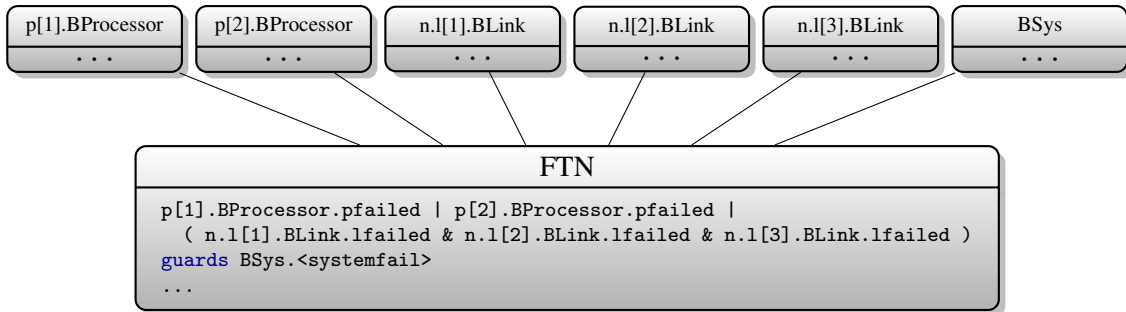 p[1].BProcessor p[2].BProcessor n.l[1].BLink n.l[2].BLink n.l[3].BLink BSys
... ... ... ... ... ...
FTN
p[1].BProcessor.pfailed | p[2].BProcessor.pfailed |
( n.l[1].BLink.lfailed & n.l[2].BLink.lfailed & n.l[3].BLink.lfailed )
guards BSys.<systemfail>
...